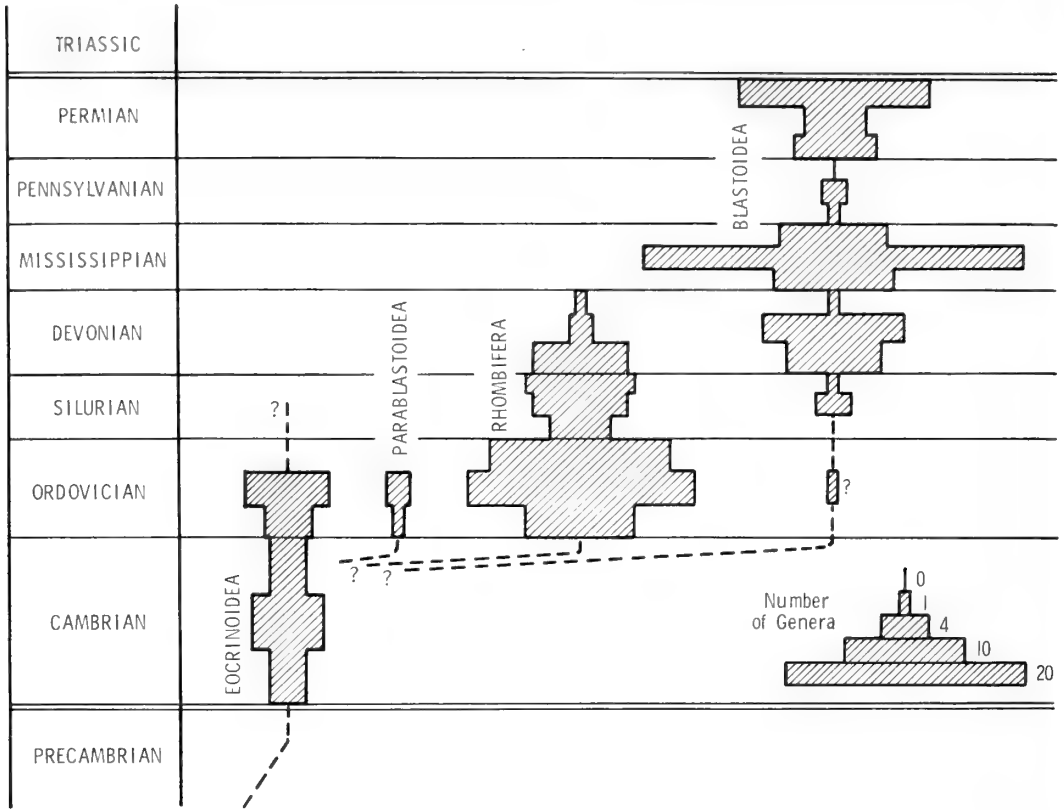 TRIASSIC
PERMIAN
PENNSYLVANIAN
MISSISSIPPIAN
DEVONIAN
SILURIAN
ORDOVICIAN
CAMBRIAN
PRECAMBRIAN
EOCRINOIDEA
PARABLASTOIDEA
RHOMBIFERA
BLASTOIDEA
?
?
? ?
Number
of Genera
0
1
4
10
20